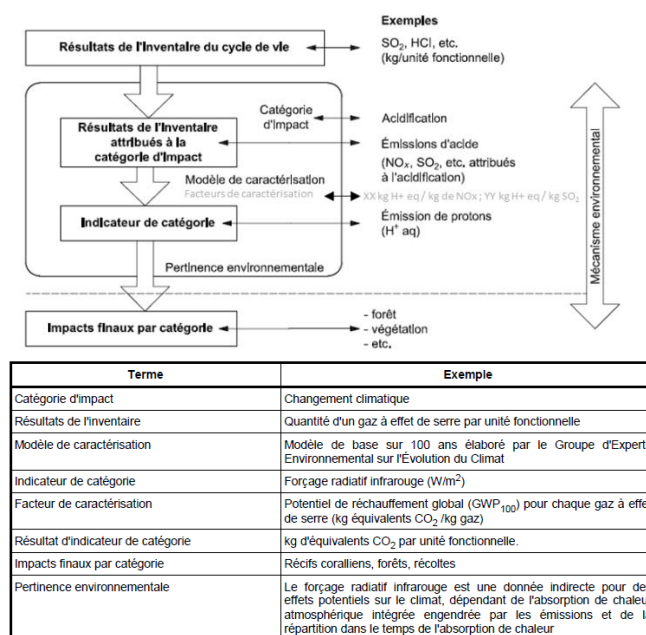 Exemples
Résultats de l'Inventaire du cycle de vie
SO2, HCl, etc.
(kg/unité fonctionnelle)
Catégorie
d'Impact
Acidification
Résultats de l'Inventaire
attribués à la
catégorie d'Impact
Émissions d'acide
(NOx, SO2, etc. attribués
à l'acidification)
Modèle de caractérisation
Facteurs de caractérisation
XX kg H+ eq / kg de NOx ; YY kg H+ eq / kg SO2
Indicateur de catégorie
Émission de protons
(H+ aq)
Pertinence environnementale
Mécanisme environnemental
Impacts finaux par catégorie
- forêt
- végétation
- etc.
Terme Exemple
Catégorie d'impact Changement climatique
Résultats de l'inventaire Quantité d'un gaz à effet de serre par unité fonctionnelle
Modèle de caractérisation Modèle de base sur 100 ans élaboré par le Groupe d'Expert
Environnemental sur l'Évolution du Climat
Indicateur de catégorie Forçage radiatif infrarouge (W/m2)
Facteur de caractérisation Potentiel de réchauffement global (GWP100) pour chaque gaz à effe
de serre (kg équivalents CO2 /kg gaz)
Résultat d'indicateur de catégorie kg d'équivalents CO2 par unité fonctionnelle.
Impacts finaux par catégorie Récifs coralliens, forêts, récoltes
Pertinence environnementale Le forçage radiatif infrarouge est une donnée indirecte pour de
effets potentiels sur le climat, dépendant de l'absorption de chaleu
atmosphérique intégrée engendrée par les émissions et de l
répartition dans le temps de l'absorption de chaleur